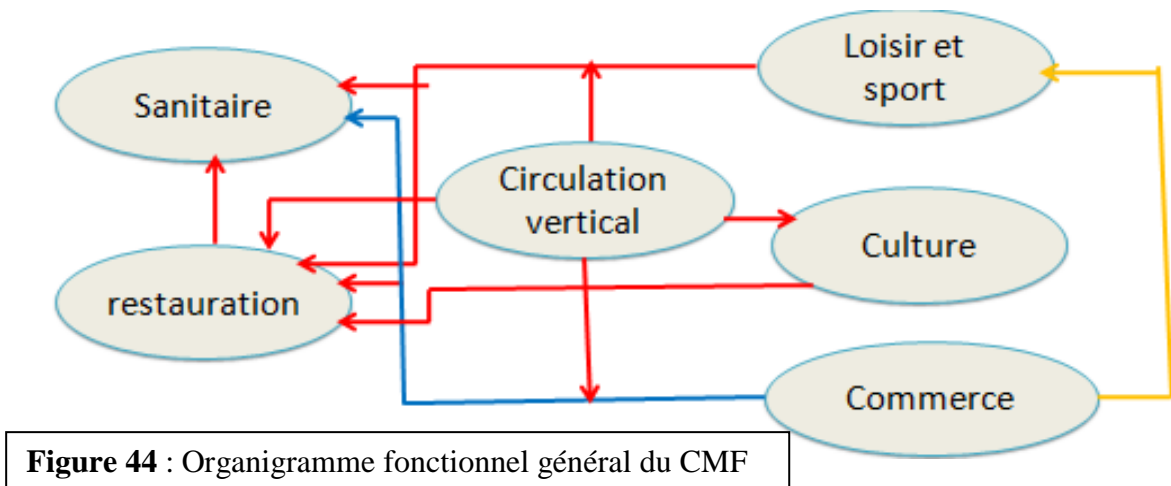 Loisir et
sport
Sanitaire
Circulation
vertical
Culture
restauration
Commerce
Figure 44 : Organigramme fonctionnel général du CMF